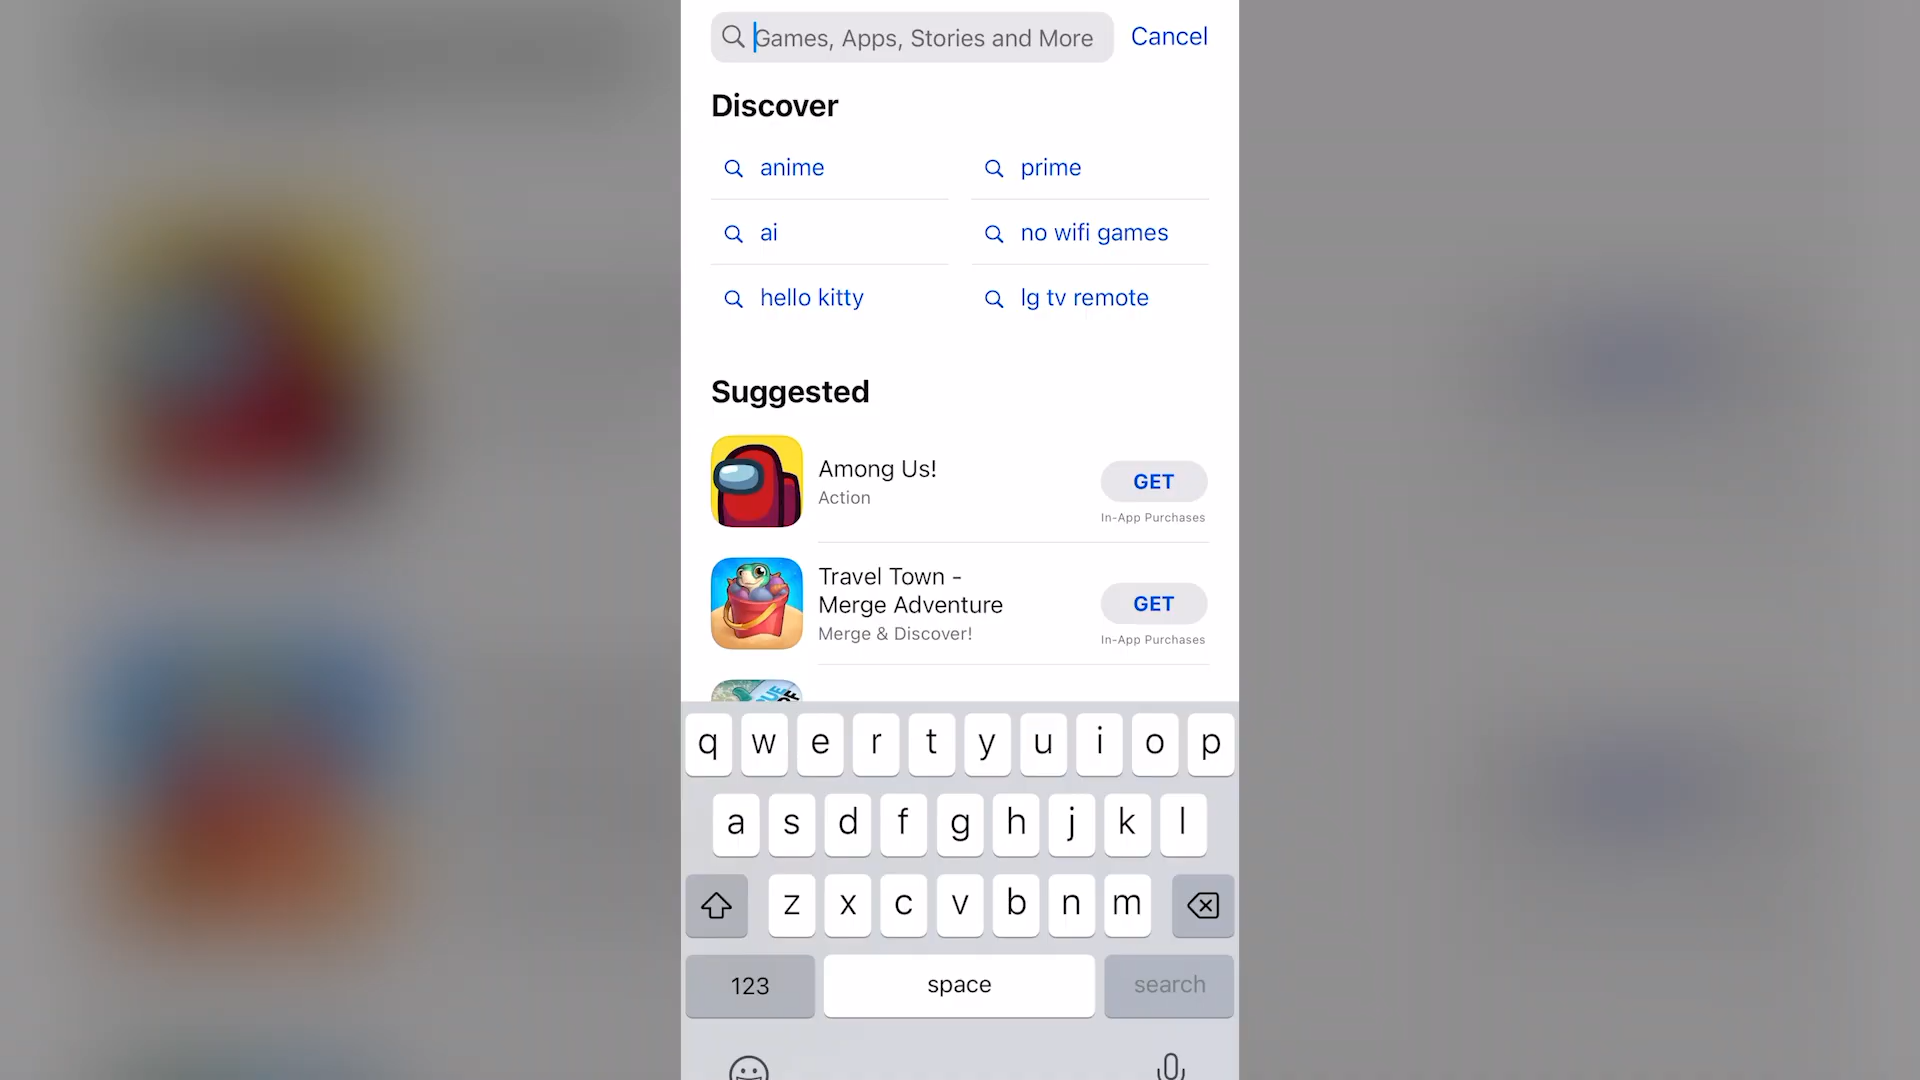 Games, Apps, Stories and More
Cancel
Discover
anime
prime
ai
no wifi games
hello kitty
lg tv remote
Suggested
Among Us!
Action
GET
In-App Purchases
Travel Town -
Merge Adventure
Merge & Discover!
GET
In-App Purchases
q w e r t y u i o p
a s d f g h j k l
z x c v b n m
123 space search